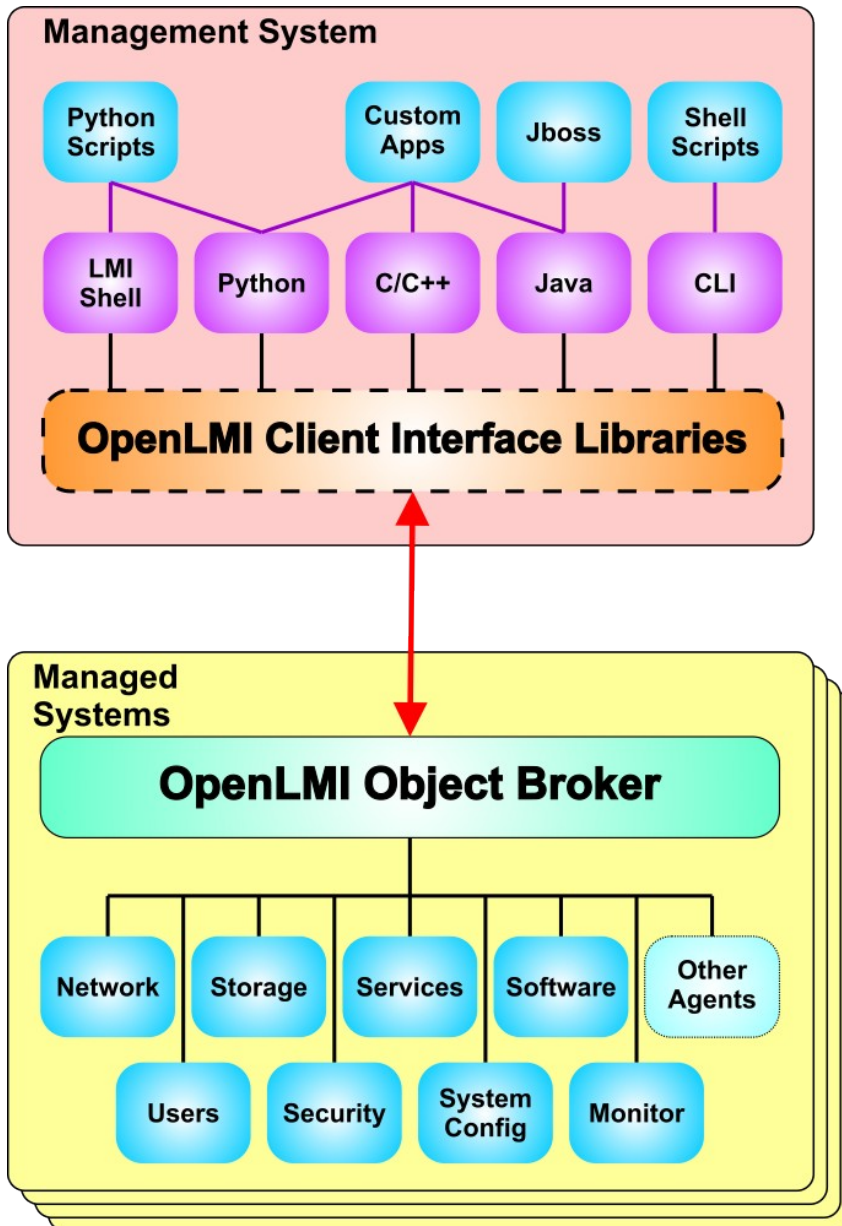 Management System
Python
Scripts
Custom
Apps
Jboss
Shell
Scripts
LMI
Shell
Python
C/C++
Java
CLI
OpenLMI Client Interface Libraries
Managed
Systems
OpenLMI Object Broker
Network
Storage
Services
Software
Other
Agents
Users
Security
System
Config
Monitor